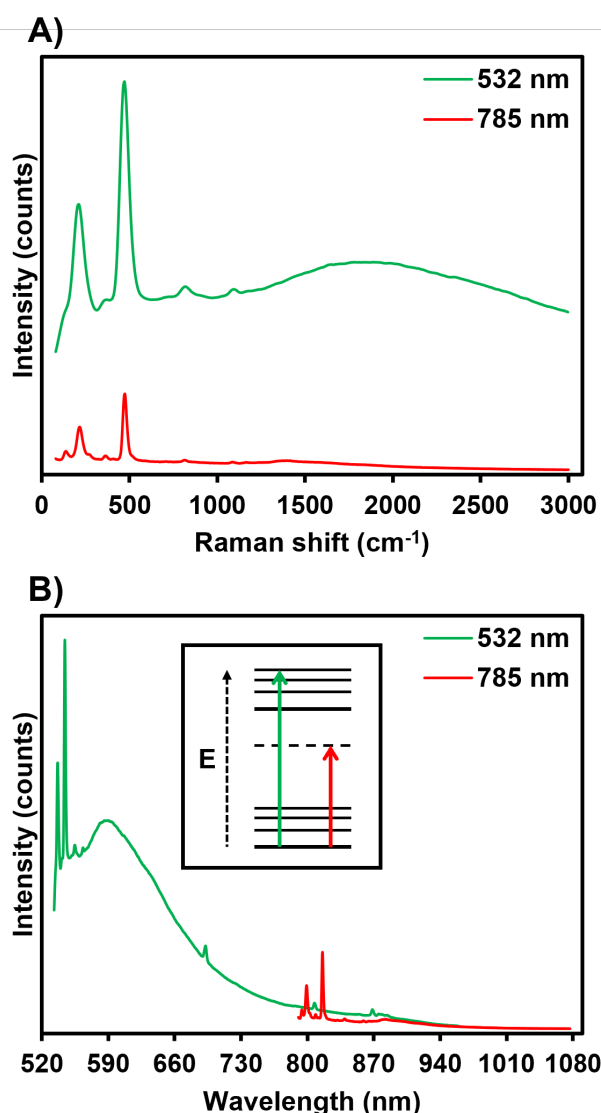 A)
532 nm
785 nm
Intensity (counts)
0 500 1000 1500 2000 2500 3000
Raman shift (cm⁻¹)
B)
532 nm
785 nm
E
Intensity (counts)
520 590 660 730 800 870 940 1010 1080
Wavelength (nm)